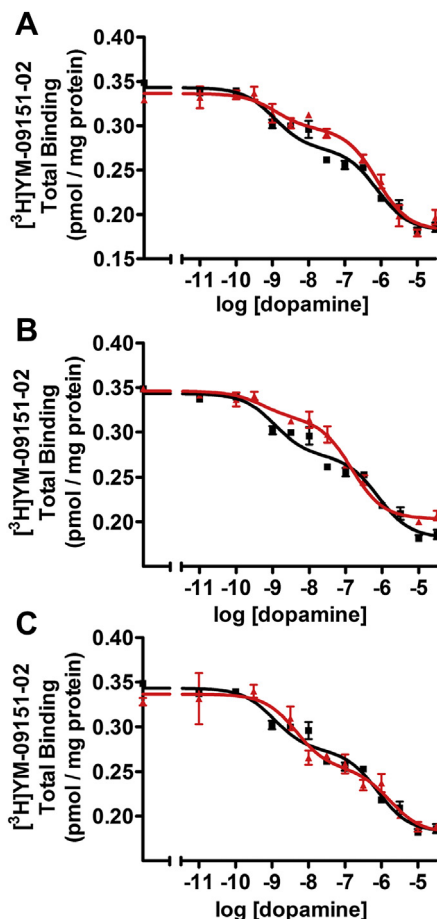 A
[³H]YM-09151-02
Total Binding
(pmol / mg protein)
0.40
0.35
0.30
0.25
0.20
0.15
-11 -10 -9 -8 -7 -6 -5
log [dopamine]
B
[³H]YM-09151-02
Total Binding
(pmol / mg protein)
0.40
0.35
0.30
0.25
0.20
-11 -10 -9 -8 -7 -6 -5
log [dopamine]
C
[³H]YM-09151-02
Total Binding
(pmol / mg protein)
0.40
0.35
0.30
0.25
0.20
-11 -10 -9 -8 -7 -6 -5
log [dopamine]